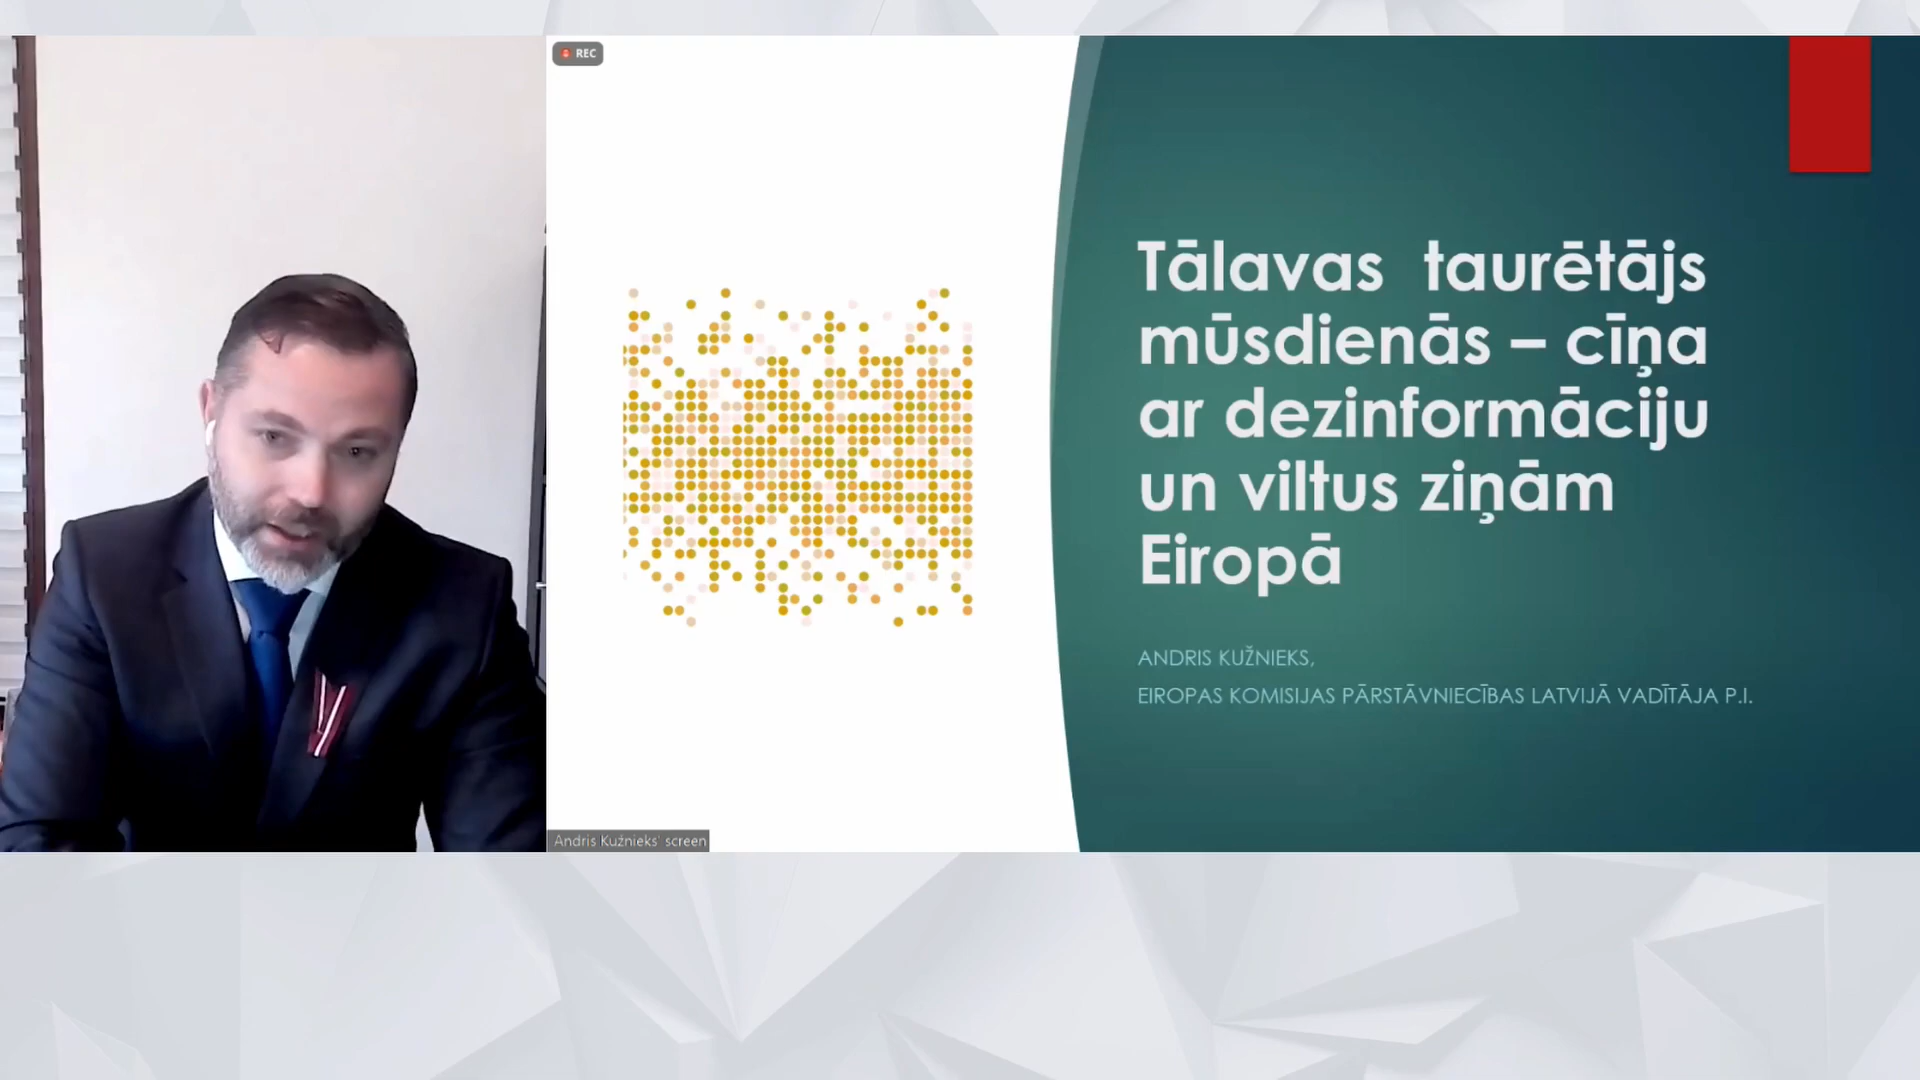 REC
Tālavas taurētājs
mūsdienās – cīņa
ar dezinformāciju
un viltus ziņām
Eiropā
ANDRIS KUŽNIEKS,
EIROPAS KOMISIJAS PĀRSTĀVNIECĪBAS LATVIJĀ VADĪTĀJA P.I.
Andris Kužnieks' screen